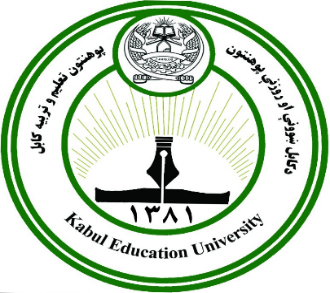 پوهنتون تعلیم و تربیه کابل
دکابل ښوونې او روزنې پوهنتون
۱۳۸۱
Kabul Education University